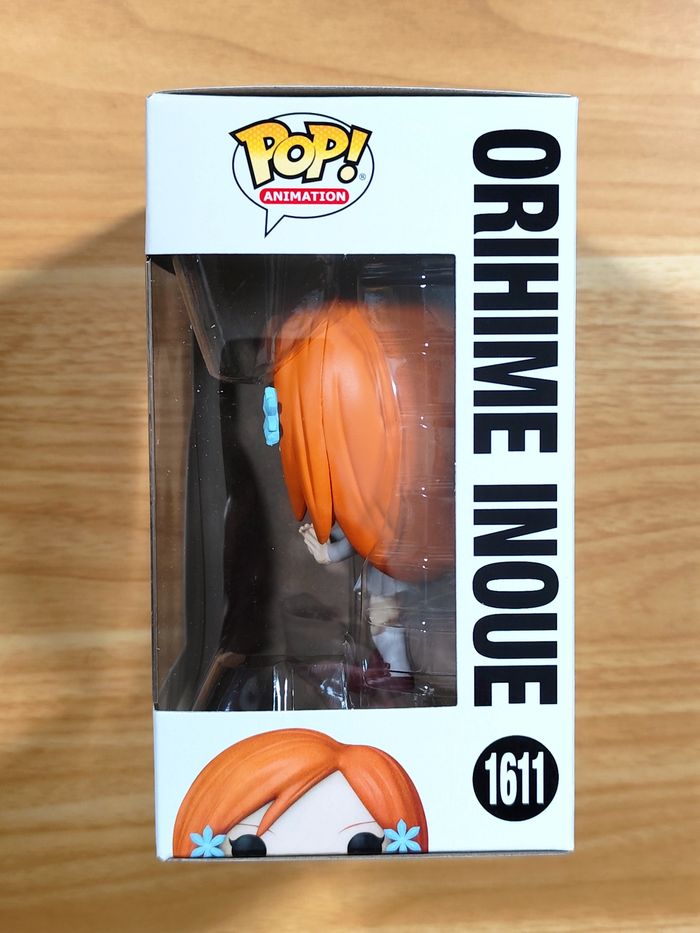 POP!®
ANIMATION
ORIHIME INOUE
1611